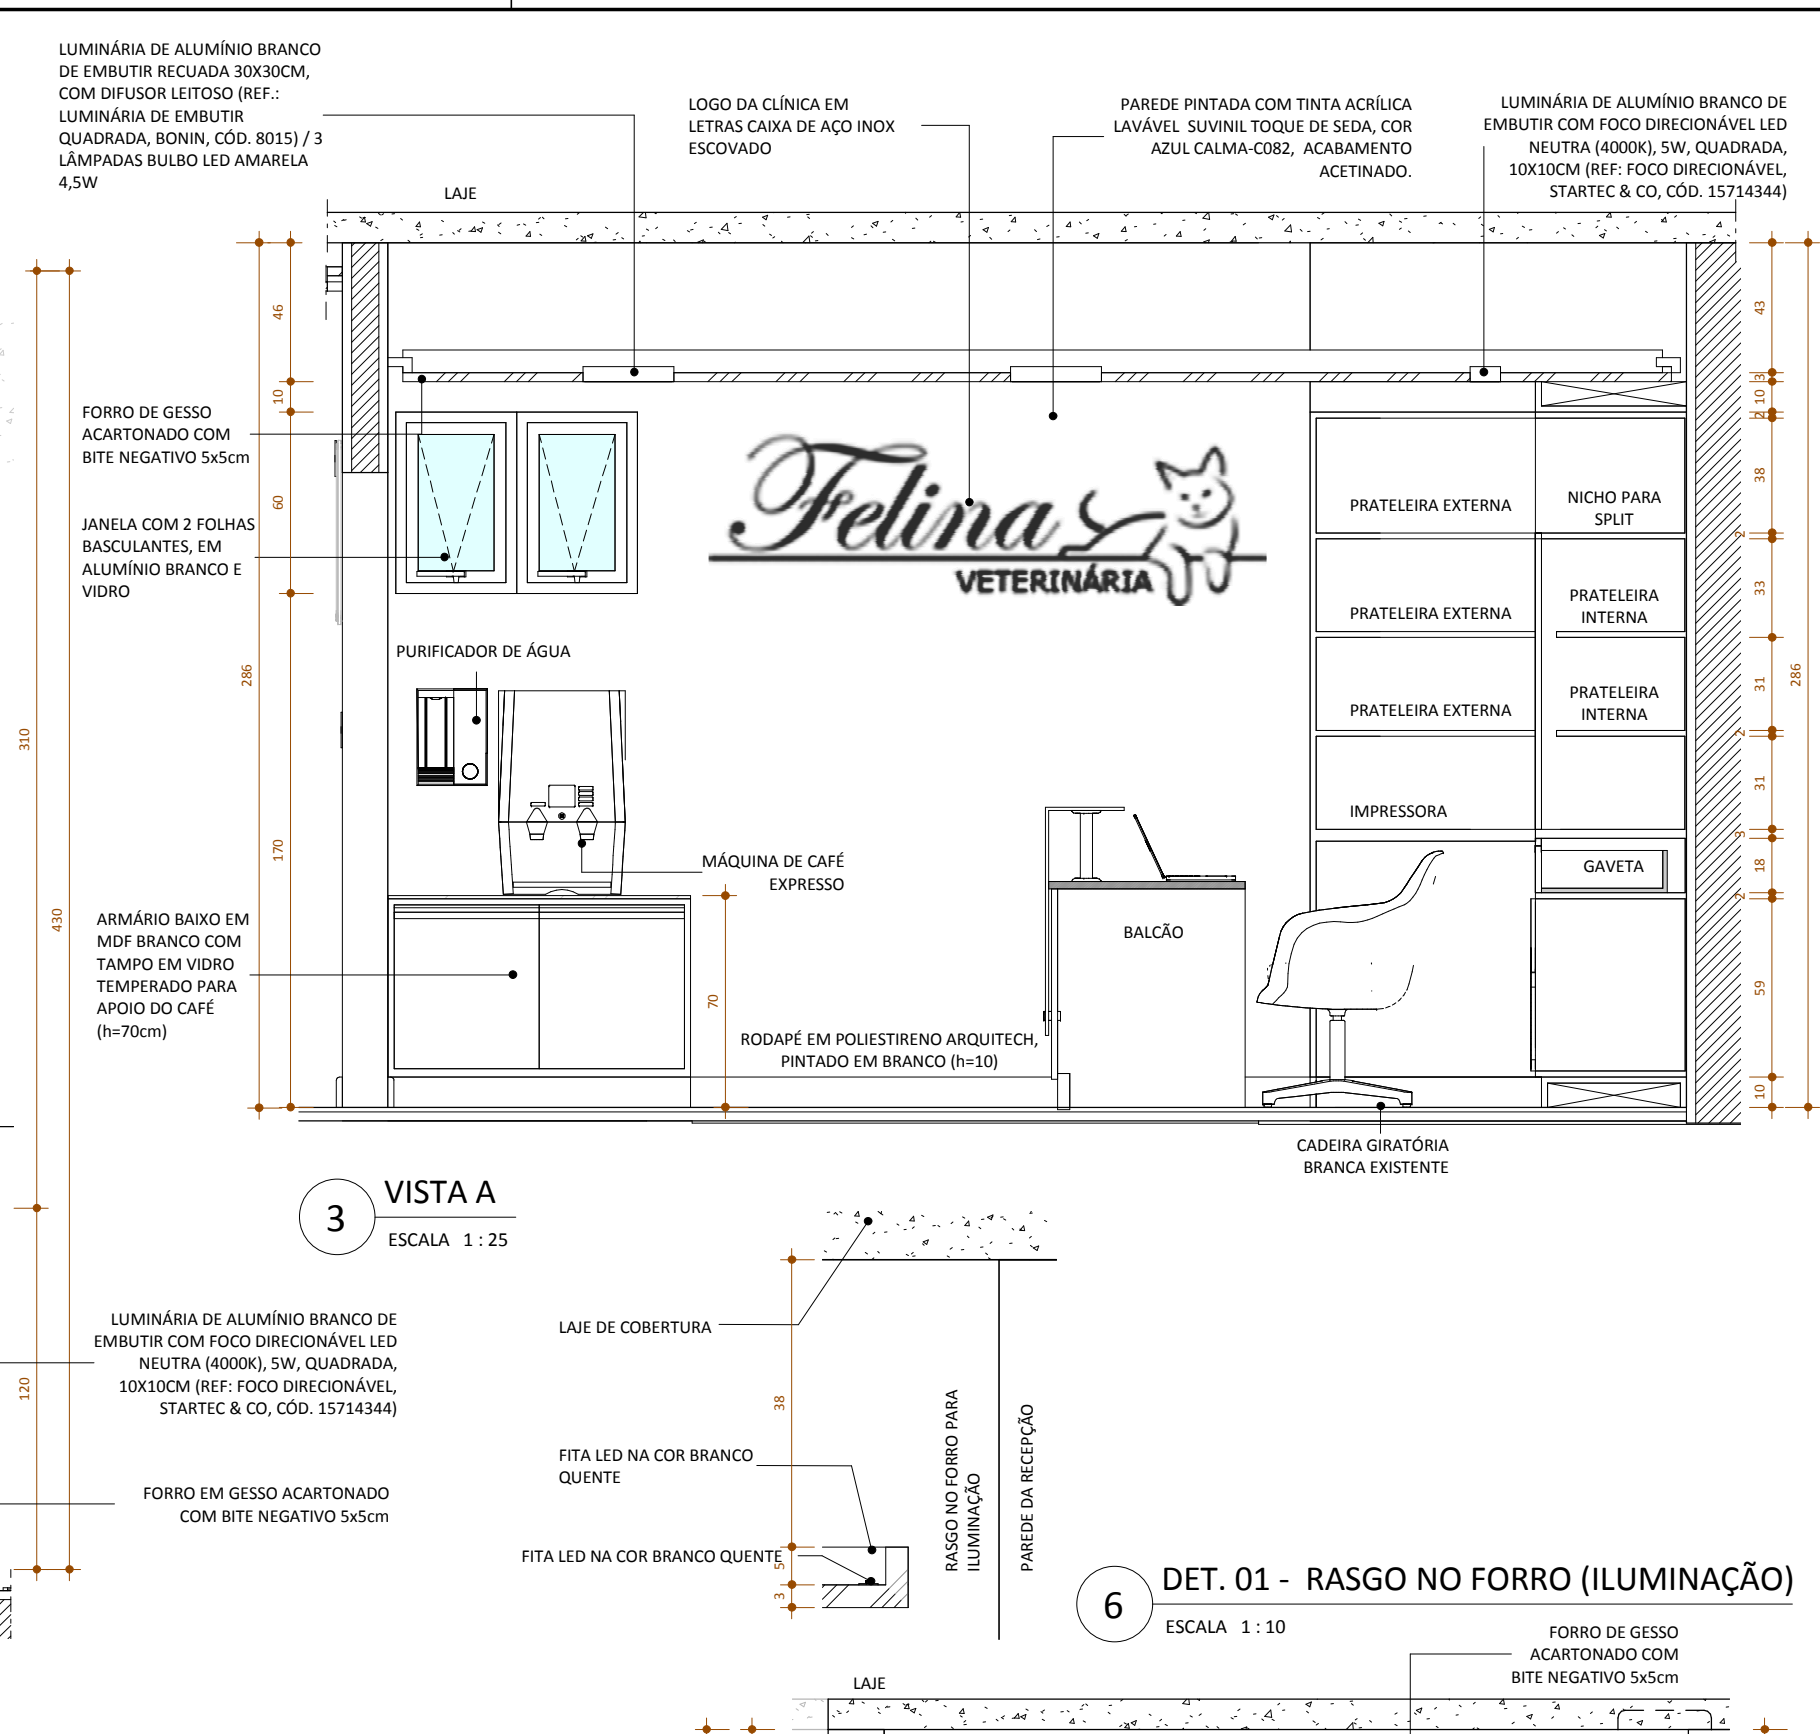 LUMINÁRIA DE ALUMÍNIO BRANCO
DE EMBUTIR RECUADA 30X30CM,
COM DIFUSOR LEITOSO (REF.:
LUMINÁRIA DE EMBUTIR
QUADRADA, BONIN, CÓD. 8015) / 3
LÂMPADAS BULBO LED AMARELA
4,5W
LOGO DA CLÍNICA EM
LETRAS CAIXA DE AÇO INOX
ESCOVADO
PAREDE PINTADA COM TINTA ACRÍLICA
LAVÁVEL SUVINIL TOQUE DE SEDA, COR
AZUL CALMA-C082, ACABAMENTO
ACETINADO.
LUMINÁRIA DE ALUMÍNIO BRANCO DE
EMBUTIR COM FOCO DIRECIONÁVEL LED
NEUTRA (4000K), 5W, QUADRADA,
10X10CM (REF: FOCO DIRECIONÁVEL,
STARTEC & CO, CÓD. 15714344)
LAJE
46
10
60
170
286
310
430
120
FORRO DE GESSO
ACARTONADO COM
BITE NEGATIVO 5x5cm
JANELA COM 2 FOLHAS
BASCULANTES, EM
ALUMÍNIO BRANCO E
VIDRO
Felina
VETERINÁRIA
PURIFICADOR DE ÁGUA
MÁQUINA DE CAFÉ
EXPRESSO
ARMÁRIO BAIXO EM
MDF BRANCO COM
TAMPO EM VIDRO
TEMPERADO PARA
APOIO DO CAFÉ
(h=70cm)
70
RODAPÉ EM POLIESTIRENO ARQUITECH,
PINTADO EM BRANCO (h=10)
BALCÃO
PRATELEIRA EXTERNA
NICHO PARA
SPLIT
PRATELEIRA EXTERNA
PRATELEIRA
INTERNA
PRATELEIRA EXTERNA
PRATELEIRA
INTERNA
IMPRESSORA
GAVETA
43
3
10
2
38
2
33
31
2
31
3
18
2
59
10
286
CADEIRA GIRATÓRIA
BRANCA EXISTENTE
3
VISTA A
ESCALA 1 : 25
LUMINÁRIA DE ALUMÍNIO BRANCO DE
EMBUTIR COM FOCO DIRECIONÁVEL LED
NEUTRA (4000K), 5W, QUADRADA,
10X10CM (REF: FOCO DIRECIONÁVEL,
STARTEC & CO, CÓD. 15714344)
FORRO EM GESSO ACARTONADO
COM BITE NEGATIVO 5x5cm
LAJE DE COBERTURA
FITA LED NA COR BRANCO
QUENTE
FITA LED NA COR BRANCO QUENTE
38
5
3
RASGO NO FORRO PARA
ILUMINAÇÃO
PAREDE DA RECEPÇÃO
6
DET. 01 - RASGO NO FORRO (ILUMINAÇÃO)
ESCALA 1 : 10
FORRO DE GESSO
ACARTONADO COM
BITE NEGATIVO 5x5cm
LAJE